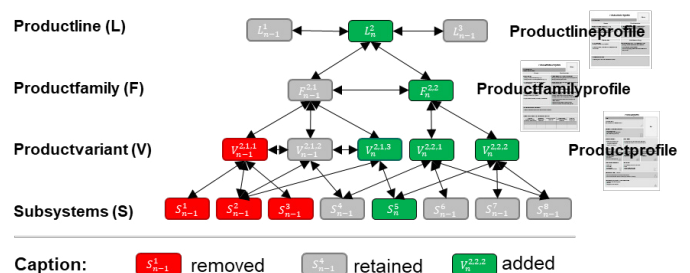 Productline (L)
L¹ₙ₋₁ L²ₙ L³ₙ₋₁
Productlineprofile
Productfamily (F)
F²·¹ₙ₋₁ F²·²ₙ
Productfamilyprofile
Productvariant (V)
V²·¹·¹ₙ₋₁ V²·¹·²ₙ₋₁ V²·¹·³ₙ V²·²·¹ₙ V²·²·²ₙ
Productprofile
Subsystems (S)
S¹ₙ₋₁ S²ₙ₋₁ S³ₙ₋₁ S⁴ₙ₋₁ S⁵ₙ S⁶ₙ₋₁ S⁷ₙ₋₁ S⁸ₙ₋₁
Caption: S¹ₙ₋₁ removed S⁴ₙ₋₁ retained V²·²·²ₙ added